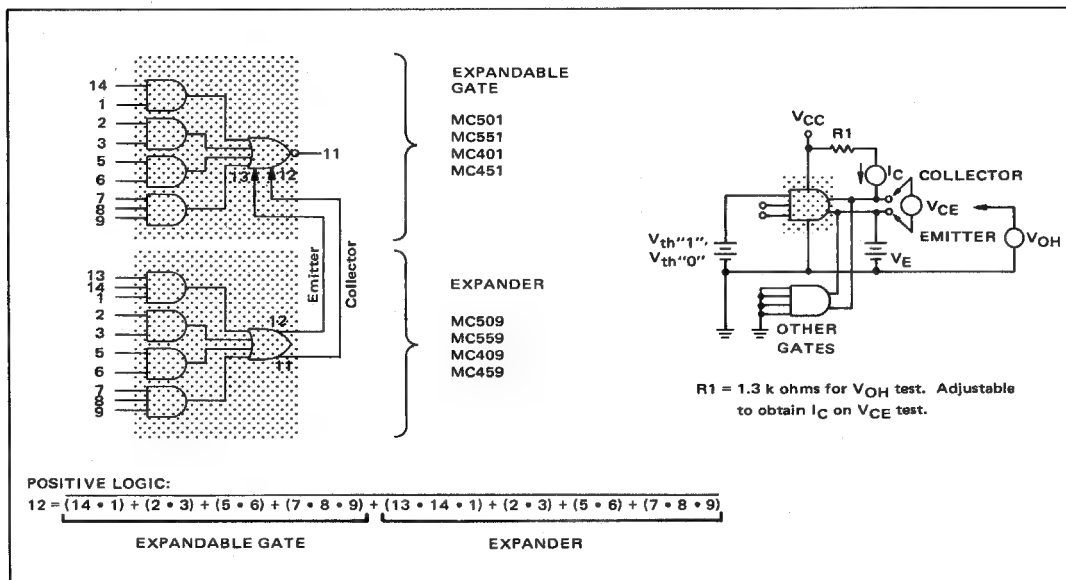 14
1
2
3
5
6
7
8
9
13
12
11
EXPANDABLE
GATE
MC501
MC551
MC401
MC451
13
14
1
2
3
5
6
7
8
9
12
11
Emitter
Collector
EXPANDER
MC509
MC559
MC409
MC459
VCC
R1
IC
COLLECTOR
VCE
EMITTER
VOH
Vth"1",
Vth"0"
VE
OTHER
GATES
R1 = 1.3 k ohms for VOH test. Adjustable
to obtain IC on VCE test.
POSITIVE LOGIC:
12 = (14 • 1) + (2 • 3) + (5 • 6) + (7 • 8 • 9) + (13 • 14 • 1) + (2 • 3) + (5 • 6) + (7 • 8 • 9)
EXPANDABLE GATE EXPANDER